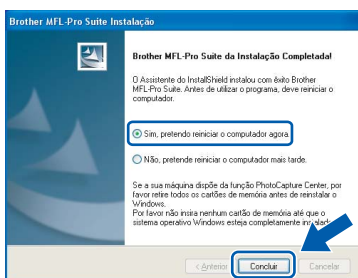 Brother MFL-Pro Suite Instalação
Brother MFL-Pro Suite da Instalação Completada!
O Assistente do InstallShield instalou com êxito Brother
MFL-Pro Suite. Antes de utilizar o programa, deve reiniciar o
computador.
Sim, pretendo reiniciar o computador agora.
Não, pretende reiniciar o computador mais tarde.
Se a sua máquina dispõe da função PhotoCapture Center, por
favor retire todos os cartões de memória antes de reinstalar o
Windows.
Por favor não insira nenhum cartão de memória até que o
sistema operativo Windows esteja completamente
< Anterior Concluir Cancelar